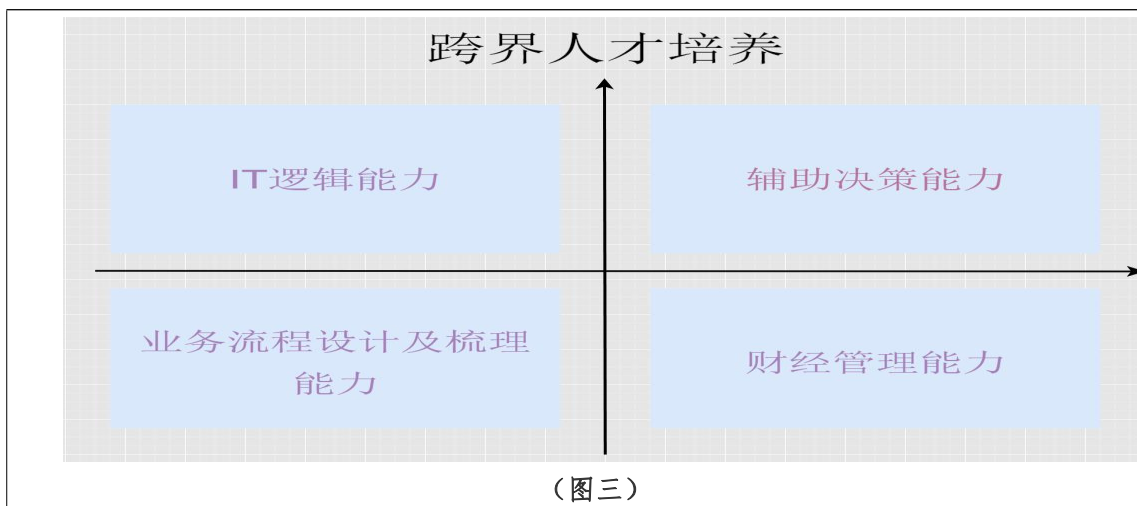 跨界人才培养
IT逻辑能力
辅助决策能力
业务流程设计及梳理
能力
财经管理能力
（图三）